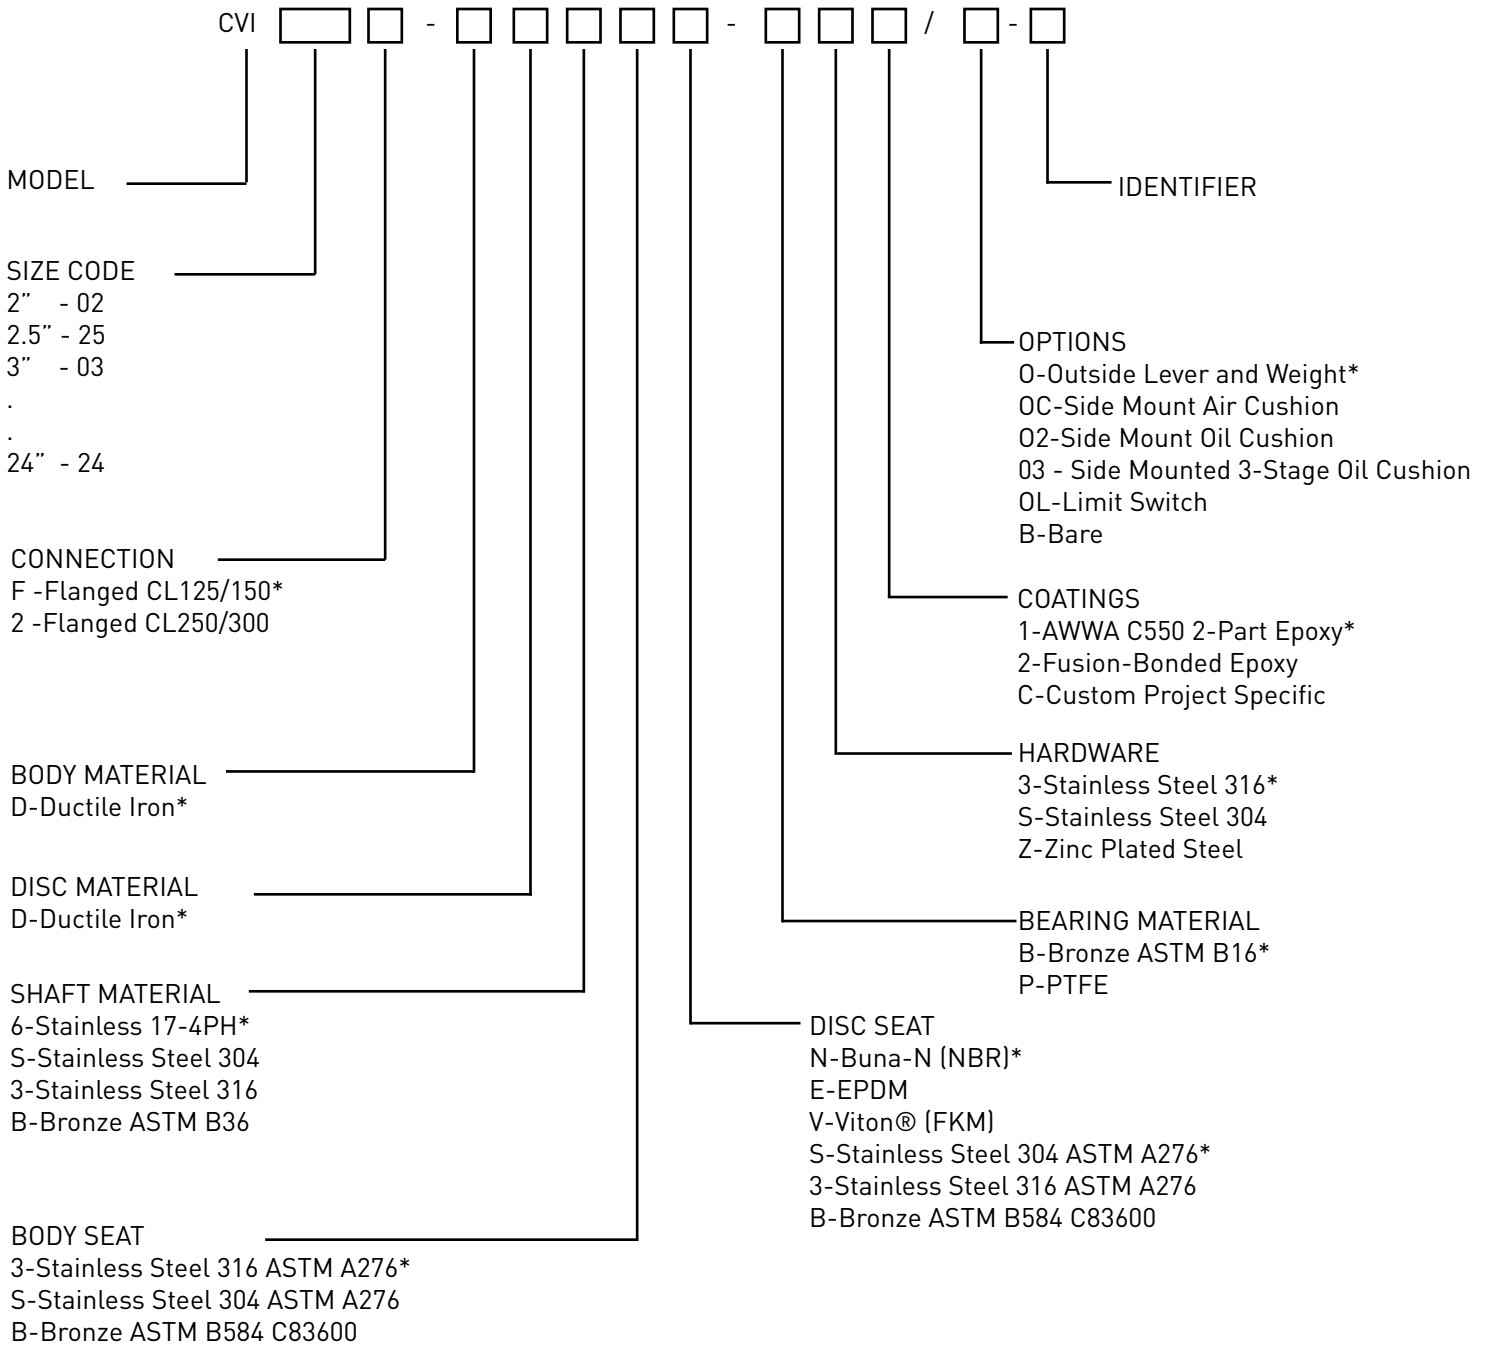 CVI - - / -
MODEL
IDENTIFIER
SIZE CODE
2” - 02
2.5” - 25
3” - 03
.
.
24” - 24
OPTIONS
O-Outside Lever and Weight*
OC-Side Mount Air Cushion
O2-Side Mount Oil Cushion
03 - Side Mounted 3-Stage Oil Cushion
OL-Limit Switch
B-Bare
CONNECTION
F -Flanged CL125/150*
2 -Flanged CL250/300
COATINGS
1-AWWA C550 2-Part Epoxy*
2-Fusion-Bonded Epoxy
C-Custom Project Specific
BODY MATERIAL
D-Ductile Iron*
HARDWARE
3-Stainless Steel 316*
S-Stainless Steel 304
Z-Zinc Plated Steel
DISC MATERIAL
D-Ductile Iron*
BEARING MATERIAL
B-Bronze ASTM B16*
P-PTFE
SHAFT MATERIAL
6-Stainless 17-4PH*
S-Stainless Steel 304
3-Stainless Steel 316
B-Bronze ASTM B36
DISC SEAT
N-Buna-N (NBR)*
E-EPDM
V-Viton® (FKM)
S-Stainless Steel 304 ASTM A276*
3-Stainless Steel 316 ASTM A276
B-Bronze ASTM B584 C83600
BODY SEAT
3-Stainless Steel 316 ASTM A276*
S-Stainless Steel 304 ASTM A276
B-Bronze ASTM B584 C83600